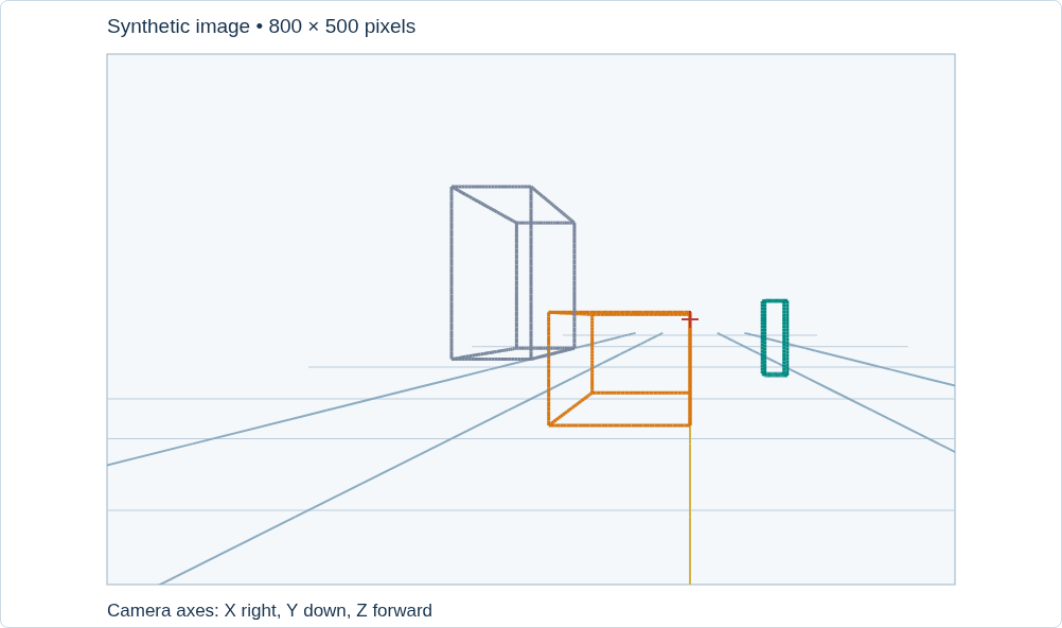 Synthetic image • 800 × 500 pixels
Camera axes: X right, Y down, Z forward